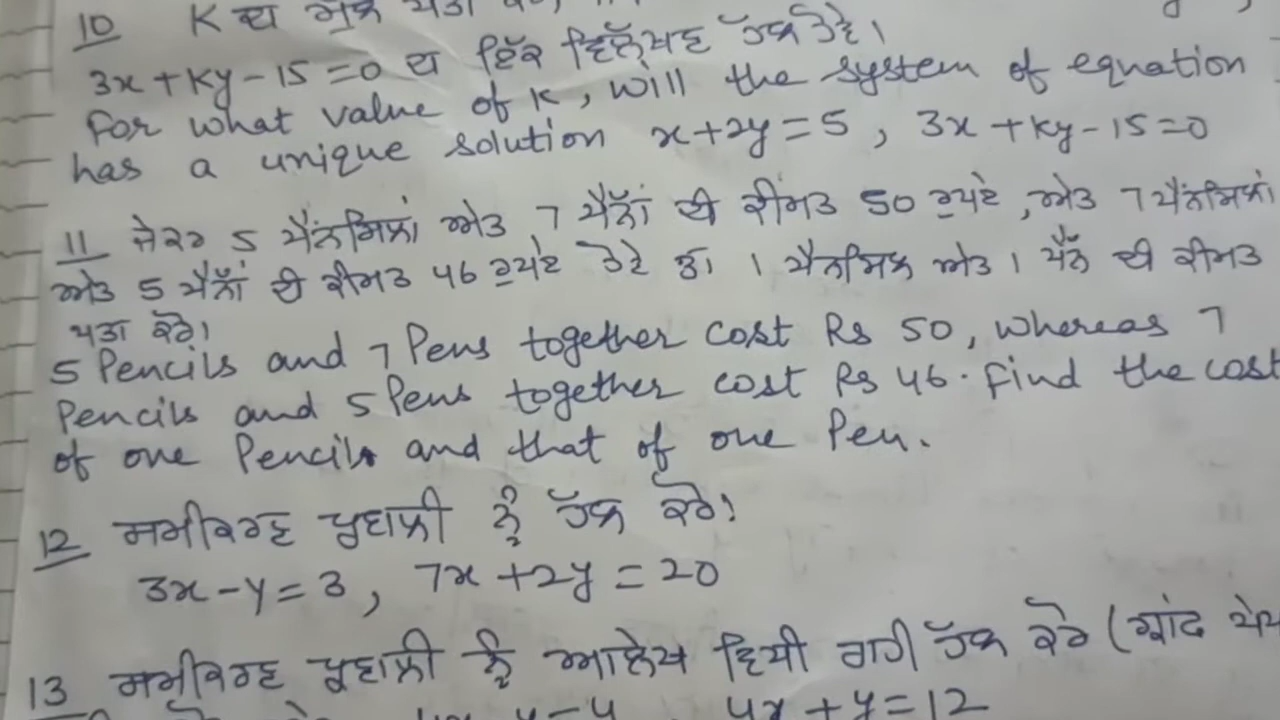 10 K ਦਾ ਮੁੱਲ ਪਤਾ
3x + Ky - 15 = 0 ਦਾ ਇੱਕ ਵਿਲੱਖਣ ਹੱਲ ਹੋਵੇ।
For what value of K, will the system of equation
has a unique solution x + 2y = 5 , 3x + Ky - 15 = 0
11 ਜੇਕਰ 5 ਪੈਨਸਿਲਾਂ ਅਤੇ 7 ਪੈੱਨਾਂ ਦੀ ਕੀਮਤ 50 ਰੁਪਏ , ਅਤੇ 7 ਪੈਨਸਿਲਾਂ
ਅਤੇ 5 ਪੈੱਨਾਂ ਦੀ ਕੀਮਤ 46 ਰੁਪਏ ਹੋਵੇ ਤਾਂ 1 ਪੈਨਸਿਲ ਅਤੇ 1 ਪੈੱਨ ਦੀ ਕੀਮਤ
ਪਤਾ ਕਰੋ।
5 Pencils and 7 Pens together cost Rs 50, whereas 7
Pencils and 5 Pens together cost Rs 46. Find the cost
of one Pencil and that of one Pen.
12 ਸਮੀਕਰਣ ਪ੍ਰਣਾਲੀ ਨੂੰ ਹੱਲ ਕਰੋ।
3x - y = 3 , 7x + 2y = 20
13 ਸਮੀਕਰਣ ਪ੍ਰਣਾਲੀ ਨੂੰ ਆਲੇਖ ਵਿਧੀ ਰਾਹੀਂ ਹੱਲ ਕਰੋ (
y - 4 4x + y = 12